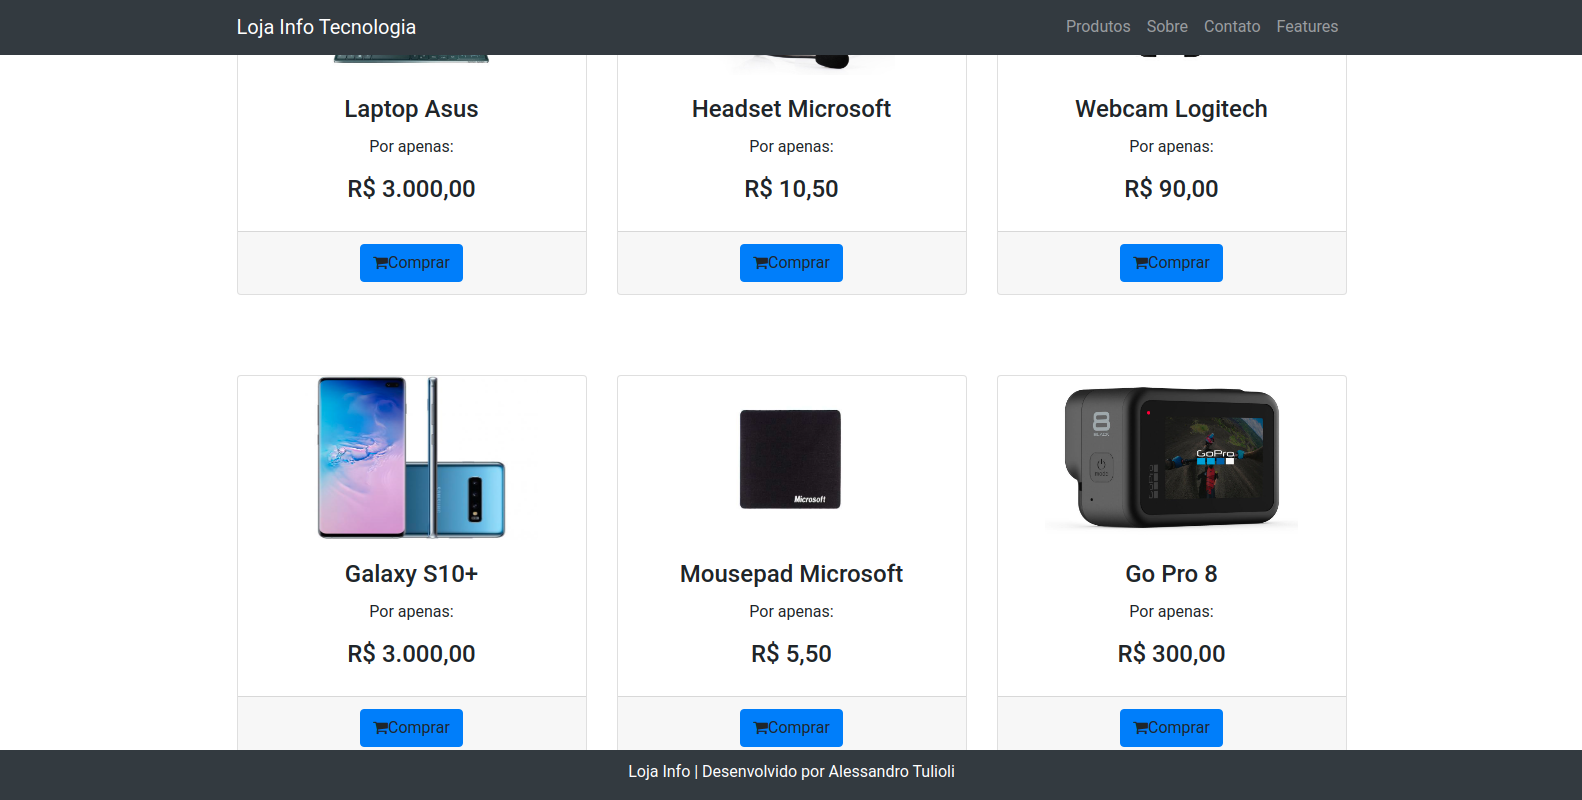 Loja Info Tecnologia
Produtos Sobre Contato Features
Laptop Asus
Por apenas:
R$ 3.000,00
Comprar
Headset Microsoft
Por apenas:
R$ 10,50
Comprar
Webcam Logitech
Por apenas:
R$ 90,00
Comprar
Galaxy S10+
Por apenas:
R$ 3.000,00
Comprar
Microsoft
Mousepad Microsoft
Por apenas:
R$ 5,50
Comprar
8
BLACK
GoPro
Go Pro 8
Por apenas:
R$ 300,00
Comprar
Loja Info | Desenvolvido por Alessandro Tulioli